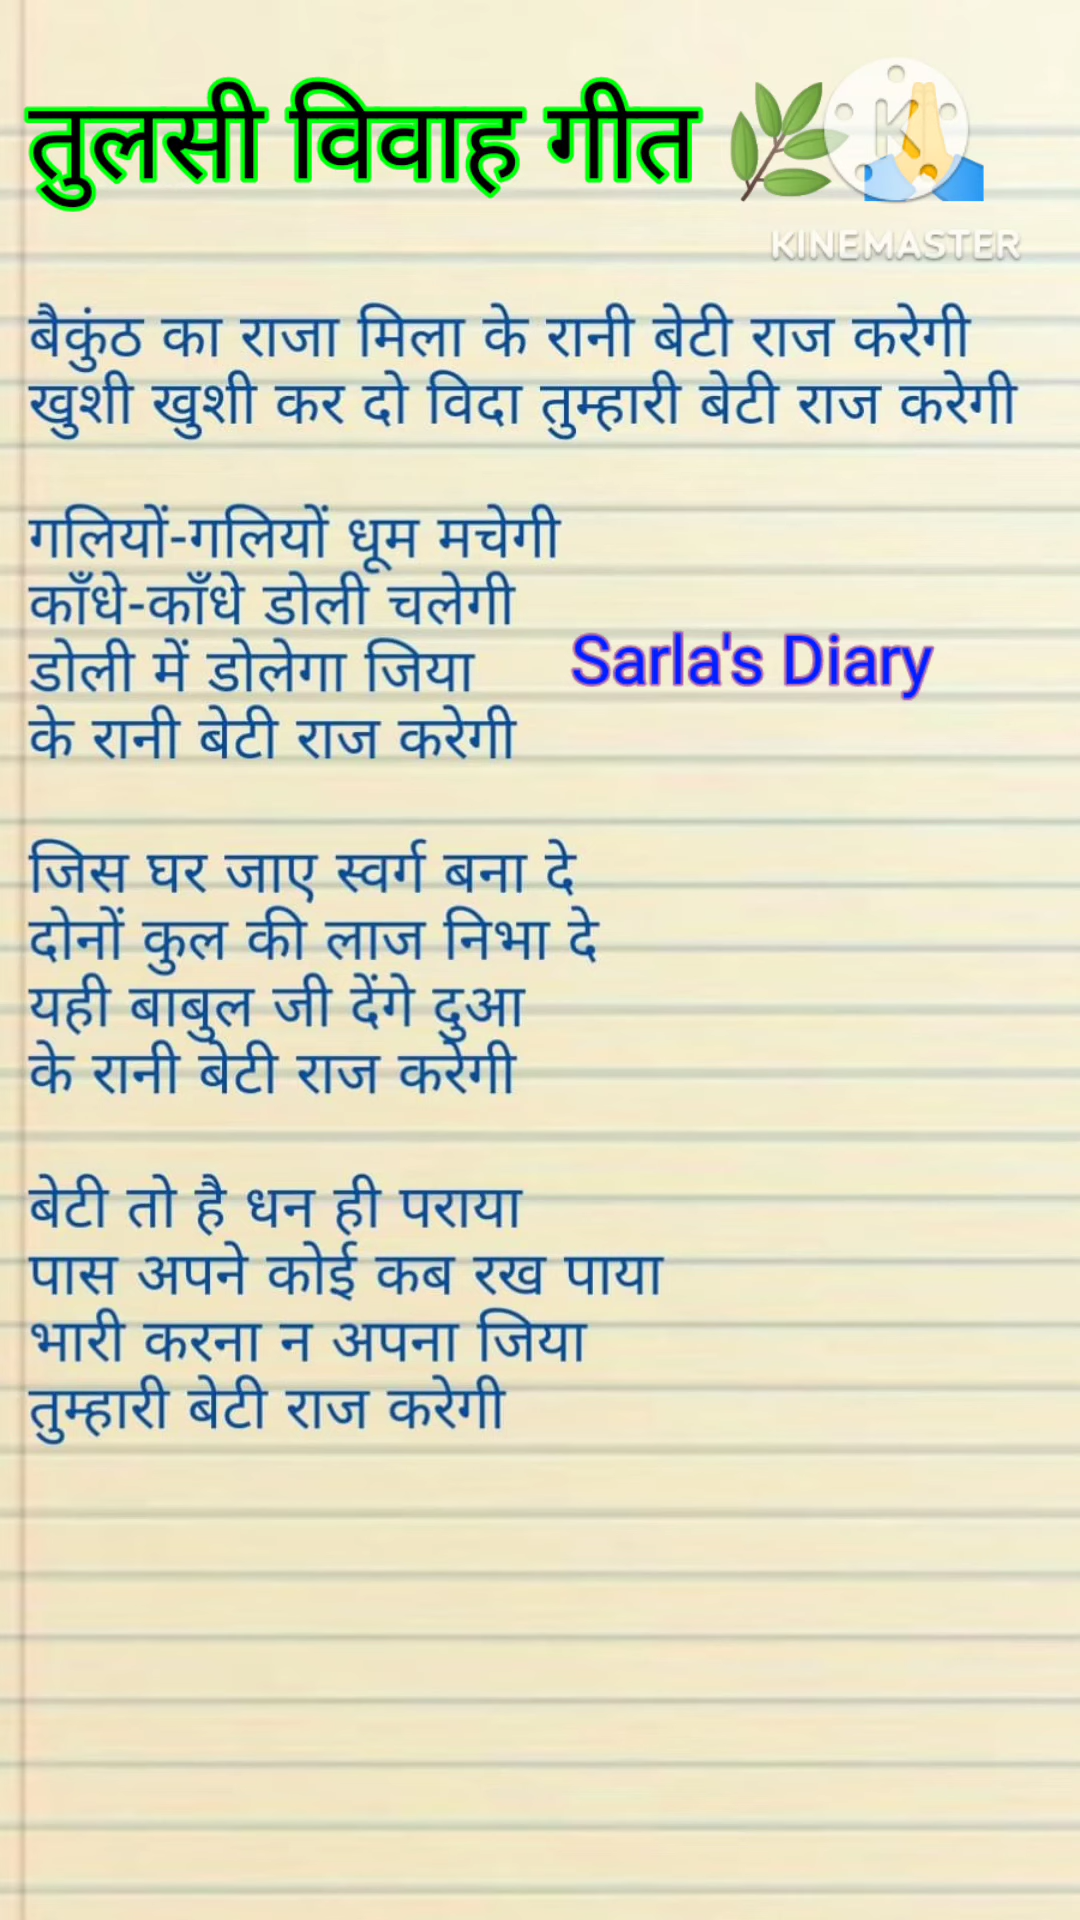 तुलसी विवाह गीत 🌿🙏
KINEMASTER
बैकुंठ का राजा मिला के रानी बेटी राज करेगी
खुशी खुशी कर दो विदा तुम्हारी बेटी राज करेगी
गलियों-गलियों धूम मचेगी
काँधे-काँधे डोली चलेगी
डोली में डोलेगा जिया
Sarla's Diary
के रानी बेटी राज करेगी
जिस घर जाए स्वर्ग बना दे
दोनों कुल की लाज निभा दे
यही बाबुल जी देंगे दुआ
के रानी बेटी राज करेगी
बेटी तो है धन ही पराया
पास अपने कोई कब रख पाया
भारी करना न अपना जिया
तुम्हारी बेटी राज करेगी